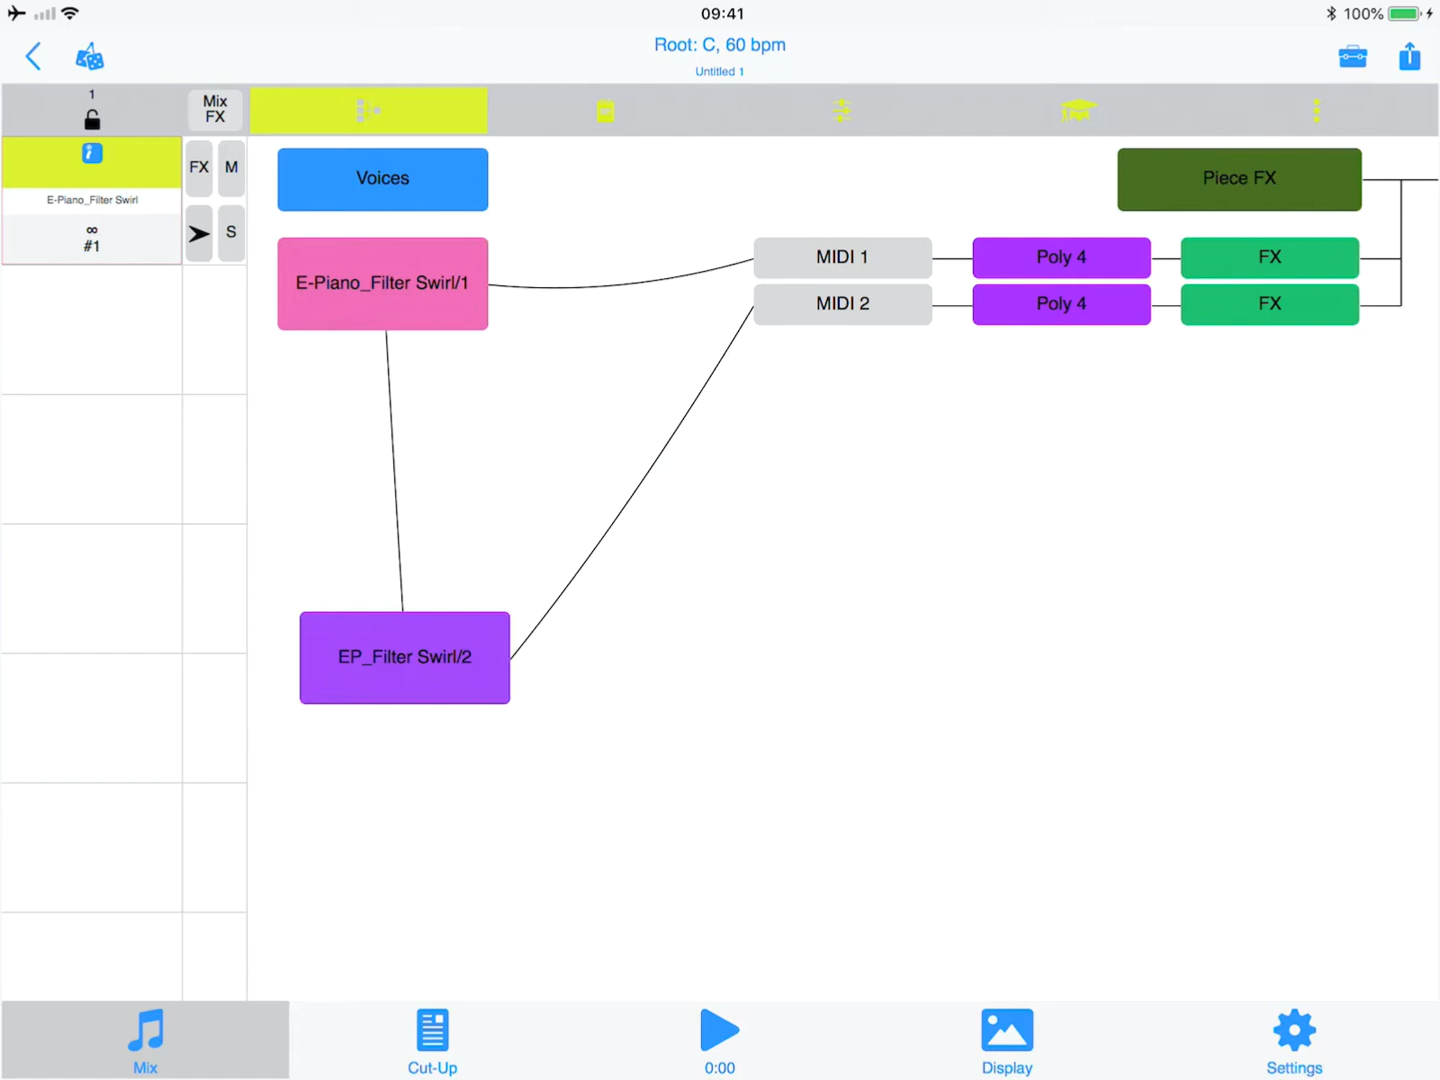 09:41
100%
Root: C, 60 bpm
Untitled 1
1
Mix
FX
i
E-Piano_Filter Swirl
∞
#1
FX
M
S
Voices
Piece FX
E-Piano_Filter Swirl/1
MIDI 1
Poly 4
FX
MIDI 2
Poly 4
FX
EP_Filter Swirl/2
Mix
Cut-Up
0:00
Display
Settings